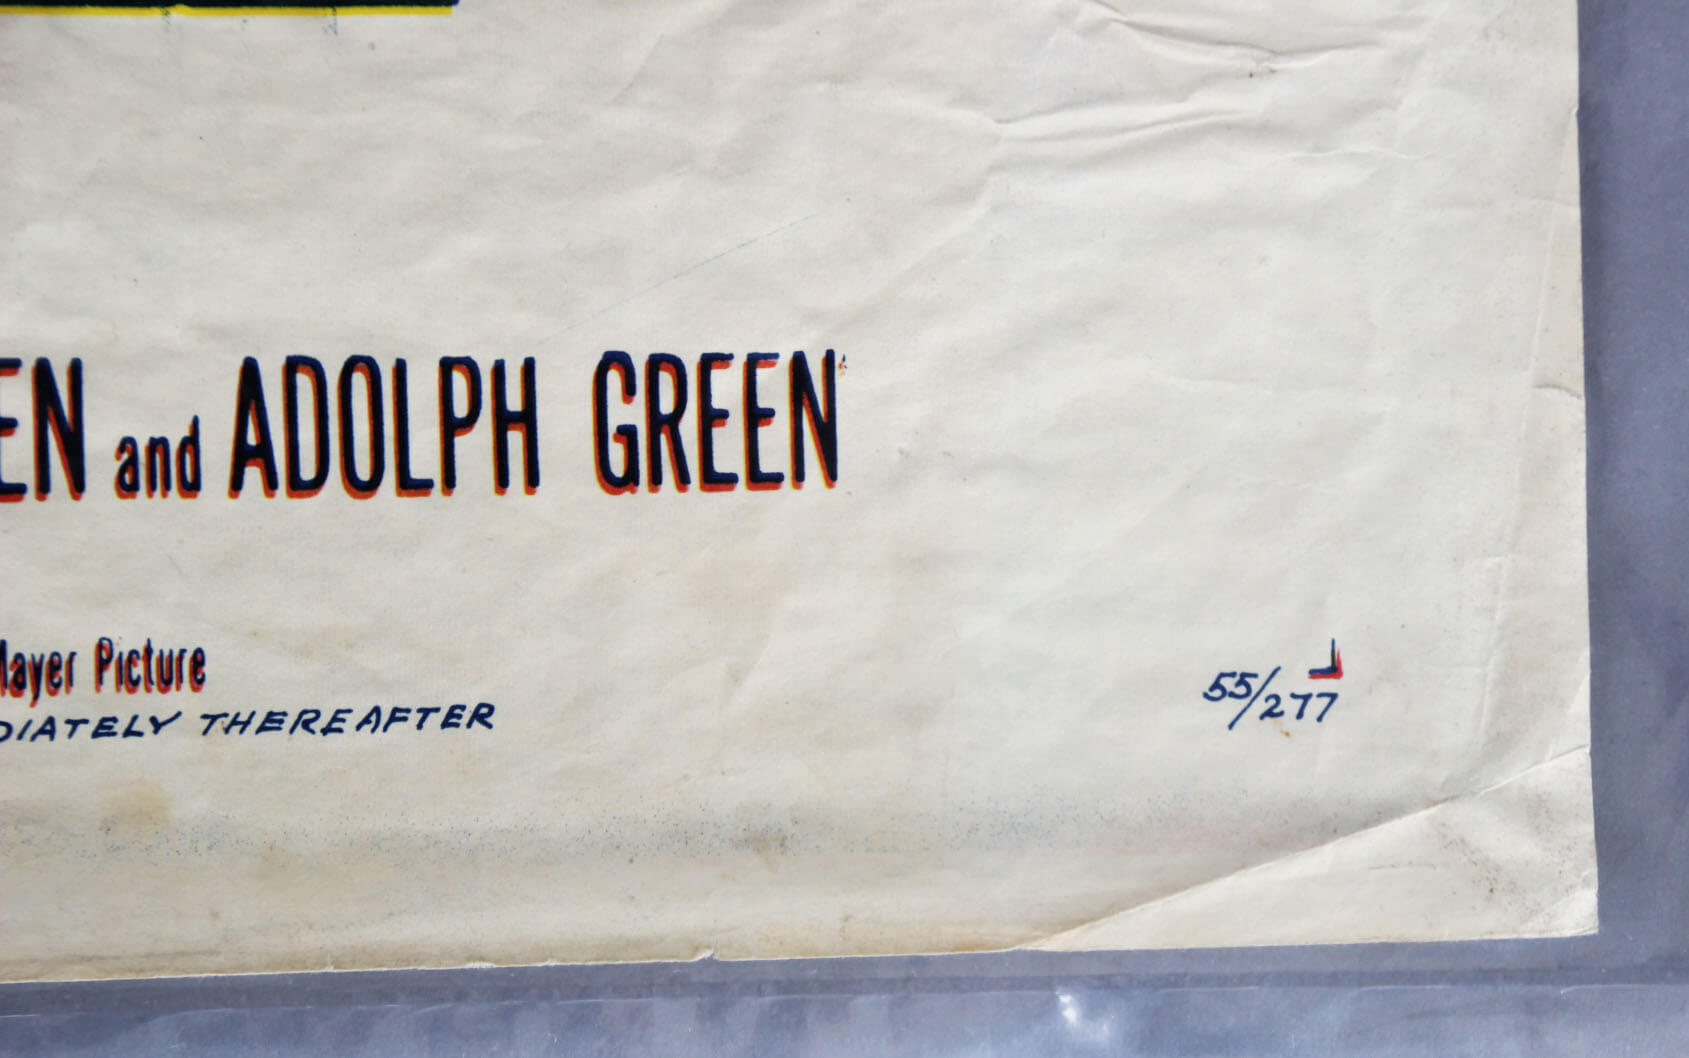 EN and ADOLPH GREEN
Mayer Picture
DIATELY THEREAFTER
55/277